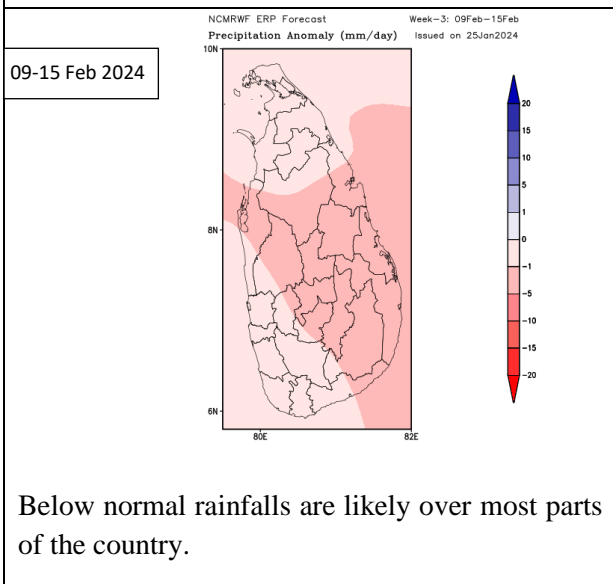 NCMRWF ERP Forecast Week-3: 09Feb-15Feb
Precipitation Anomaly (mm/day) Issued on 25Jan2024
09-15 Feb 2024
10N
8N
6N
80E 82E
20
15
10
5
1
0
-1
-5
-10
-15
-20
Below normal rainfalls are likely over most parts
of the country.